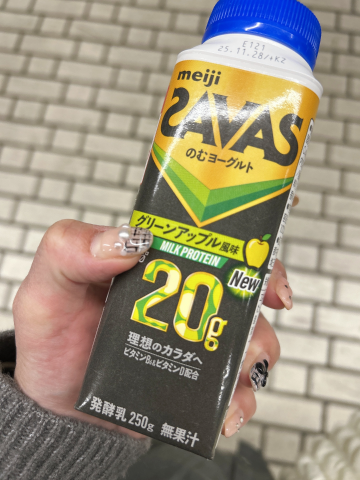 E121
25.11.28/AKZ
meiji
SAVAS
のむヨーグルト
グリーンアップル風味
MILK PROTEIN
New
20g
理想のカラダへ
ビタミンB6&ビタミンD配合
発酵乳 250g 無果汁